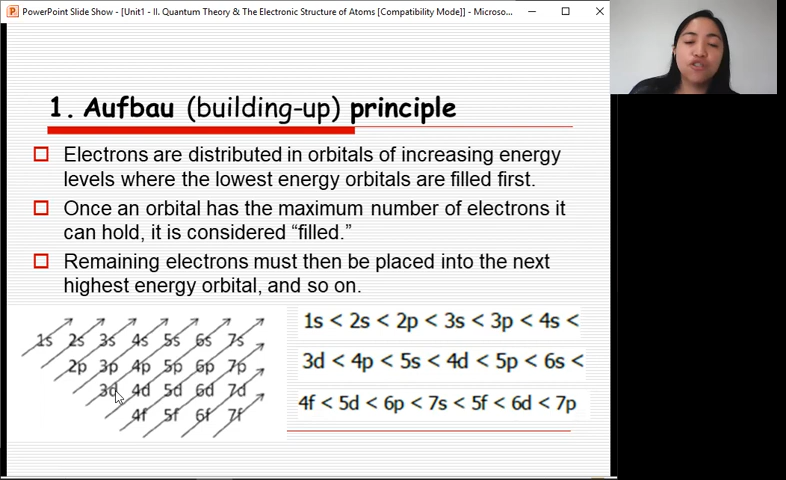 PowerPoint Slide Show - [Unit1 - II. Quantum Theory & The Electronic Structure of Atoms [Compatibility Mode]] - Microso...
1. Aufbau (building-up) principle
Electrons are distributed in orbitals of increasing energy
levels where the lowest energy orbitals are filled first.
Once an orbital has the maximum number of electrons it
can hold, it is considered “filled.”
Remaining electrons must then be placed into the next
highest energy orbital, and so on.
1s 2s 3s 4s 5s 6s 7s
2p 3p 4p 5p 6p 7p
3d 4d 5d 6d 7d
4f 5f 6f 7f
1s < 2s < 2p < 3s < 3p < 4s <
3d < 4p < 5s < 4d < 5p < 6s <
4f < 5d < 6p < 7s < 5f < 6d < 7p